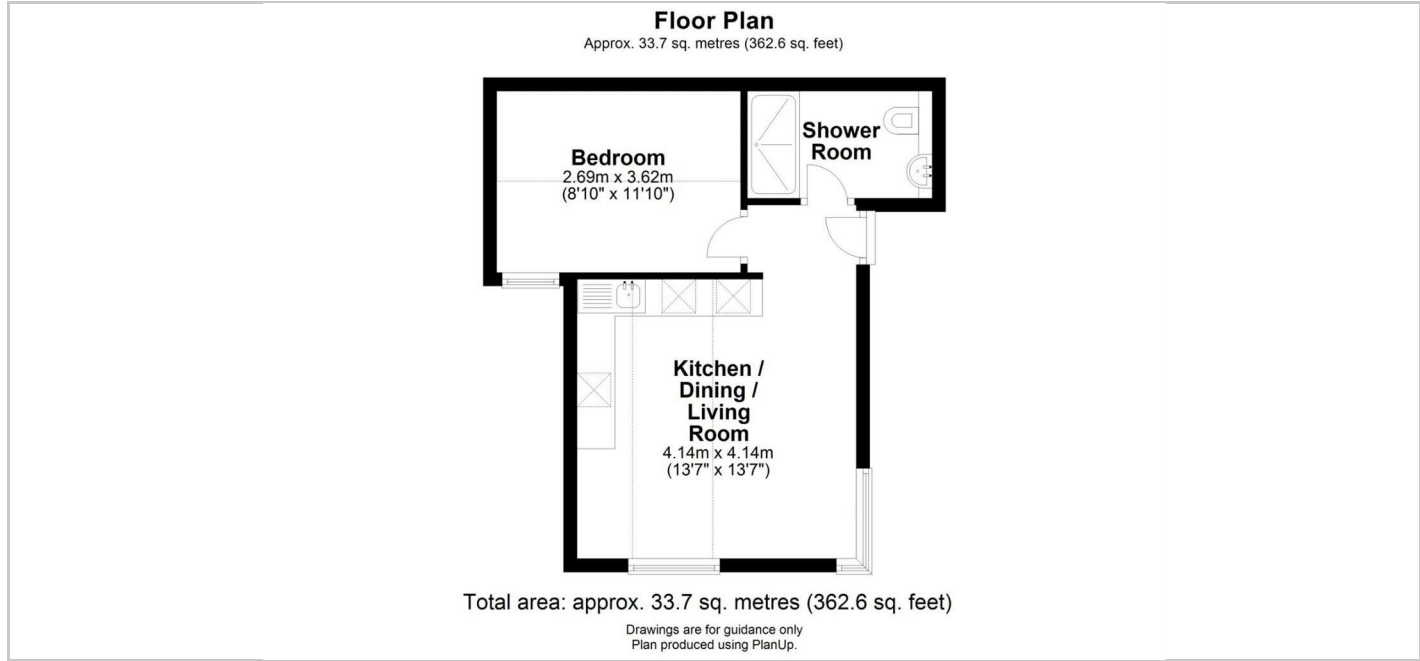 Floor Plan
Approx. 33.7 sq. metres (362.6 sq. feet)
Shower
Room
Bedroom
2.69m x 3.62m
(8'10" x 11'10")
Kitchen /
Dining /
Living
Room
4.14m x 4.14m
(13'7" x 13'7")
Total area: approx. 33.7 sq. metres (362.6 sq. feet)
Drawings are for guidance only
Plan produced using PlanUp.